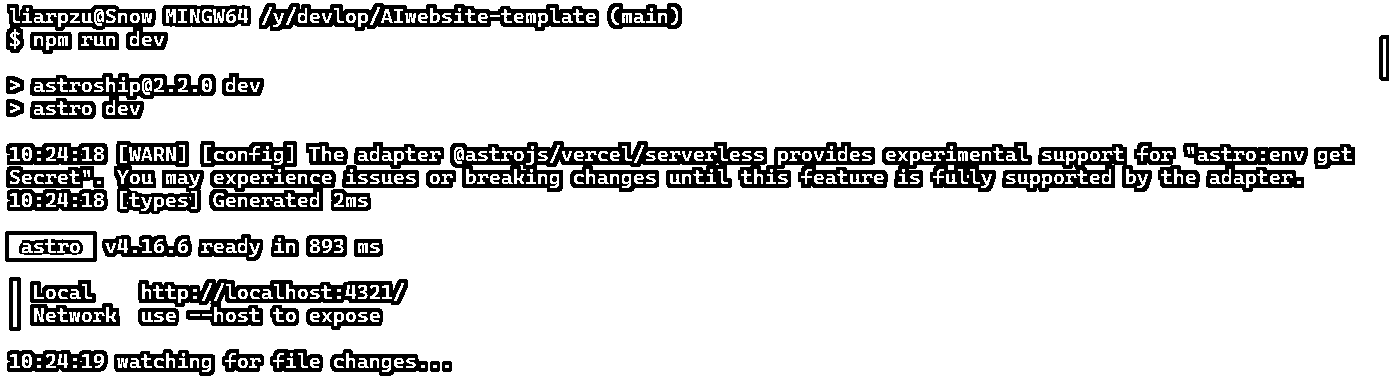 liarpzu@Snow MINGW64 /y/devlop/AIwebsite-template (main)
$ npm run dev
> astroship@2.2.0 dev
> astro dev
10:24:18 [WARN] [config] The adapter @astrojs/vercel/serverless provides experimental support for "astro:env get
Secret". You may experience issues or breaking changes until this feature is fully supported by the adapter.
10:24:18 [types] Generated 2ms
astro v4.16.6 ready in 893 ms
Local http://localhost:4321/
Network use --host to expose
10:24:19 watching for file changes...